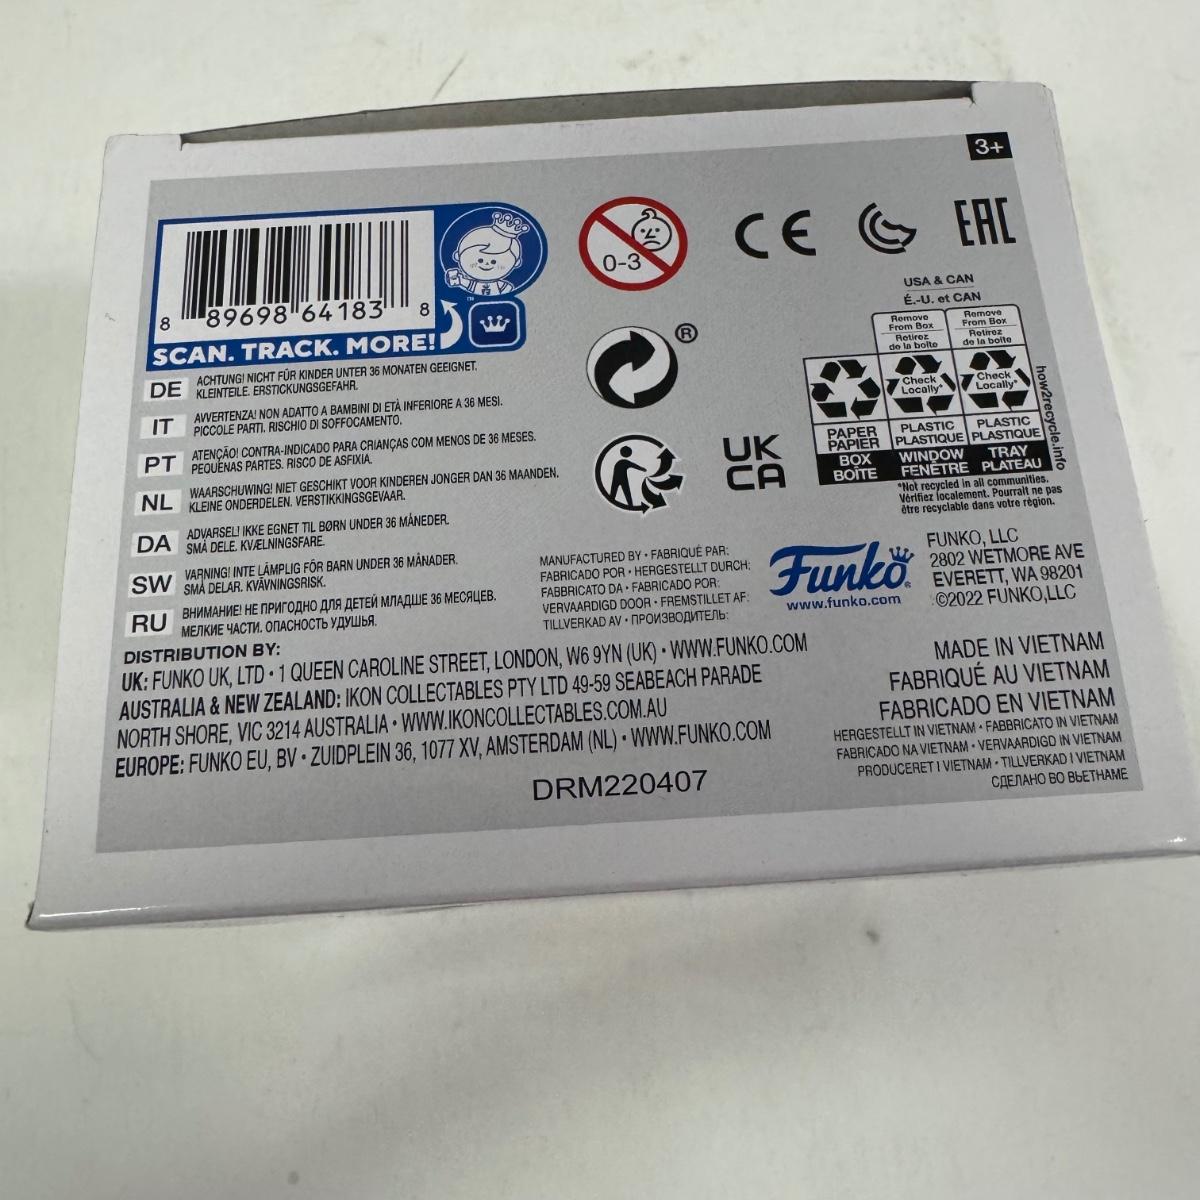 3+
8 89698 64183 8
SCAN. TRACK. MORE!
TM
0-3
CE
EAC
DE ACHTUNG! NICHT FÜR KINDER UNTER 36 MONATEN GEEIGNET.
KLEINTEILE. ERSTICKUNGSGEFAHR.
IT AVVERTENZA! NON ADATTO A BAMBINI DI ETÀ INFERIORE A 36 MESI.
PICCOLE PARTI. RISCHIO DI SOFFOCAMENTO.
PT ATENÇÃO! CONTRA-INDICADO PARA CRIANÇAS COM MENOS DE 36 MESES.
PEQUENAS PARTES. RISCO DE ASFIXIA.
NL WAARSCHUWING! NIET GESCHIKT VOOR KINDEREN JONGER DAN 36 MAANDEN.
KLEINE ONDERDELEN. VERSTIKKINGSGEVAAR.
DA ADVARSEL! IKKE EGNET TIL BØRN UNDER 36 MÅNEDER.
SMÅ DELE. KVÆLNINGSFARE.
SW VARNING! INTE LÄMPLIG FÖR BARN UNDER 36 MÅNADER.
SMÅ DELAR. KVÄVNINGSRISK.
RU ВНИМАНИЕ! НЕ ПРИГОДНО ДЛЯ ДЕТЕЙ МЛАДШЕ 36 МЕСЯЦЕВ.
МЕЛКИЕ ЧАСТИ. ОПАСНОСТЬ УДУШЬЯ.
®
UK
CA
USA & CAN
É.-U. et CAN
Remove
From Box
Retirez
de la boîte
Remove
From Box
Retirez
de la boîte
Check
Locally*
Check
Locally*
PAPER
PAPIER
PLASTIC
PLASTIQUE
PLASTIC
PLASTIQUE
BOX
BOÎTE
WINDOW
FENÊTRE
TRAY
PLATEAU
how2recycle.info
*Not recycled in all communities.
Vérifiez localement. Pourrait ne pas
être recyclable dans votre région.
MANUFACTURED BY • FABRIQUÉ PAR:
FABRICADO POR • HERGESTELLT DURCH:
FABBRICATO DA • FABRICADO POR:
VERVAARDIGD DOOR • FREMSTILLET AF:
TILLVERKAD AV • ПРОИЗВОДИТЕЛЬ:
Funko®
www.funko.com
FUNKO, LLC
2802 WETMORE AVE
EVERETT, WA 98201
©2022 FUNKO,LLC
DISTRIBUTION BY:
UK: FUNKO UK, LTD • 1 QUEEN CAROLINE STREET, LONDON, W6 9YN (UK) • WWW.FUNKO.COM
AUSTRALIA & NEW ZEALAND: IKON COLLECTABLES PTY LTD 49-59 SEABEACH PARADE
NORTH SHORE, VIC 3214 AUSTRALIA • WWW.IKONCOLLECTABLES.COM.AU
EUROPE: FUNKO EU, BV • ZUIDPLEIN 36, 1077 XV, AMSTERDAM (NL) • WWW.FUNKO.COM
DRM220407
MADE IN VIETNAM
FABRIQUÉ AU VIETNAM
FABRICADO EN VIETNAM
HERGESTELLT IN VIETNAM • FABBRICATO IN VIETNAM
FABRICADO NA VIETNAM • VERVAARDIGD IN VIETNAM
PRODUCERET I VIETNAM • TILLVERKAD I VIETNAM
СДЕЛАНО ВО ВЬЕТНАМЕ